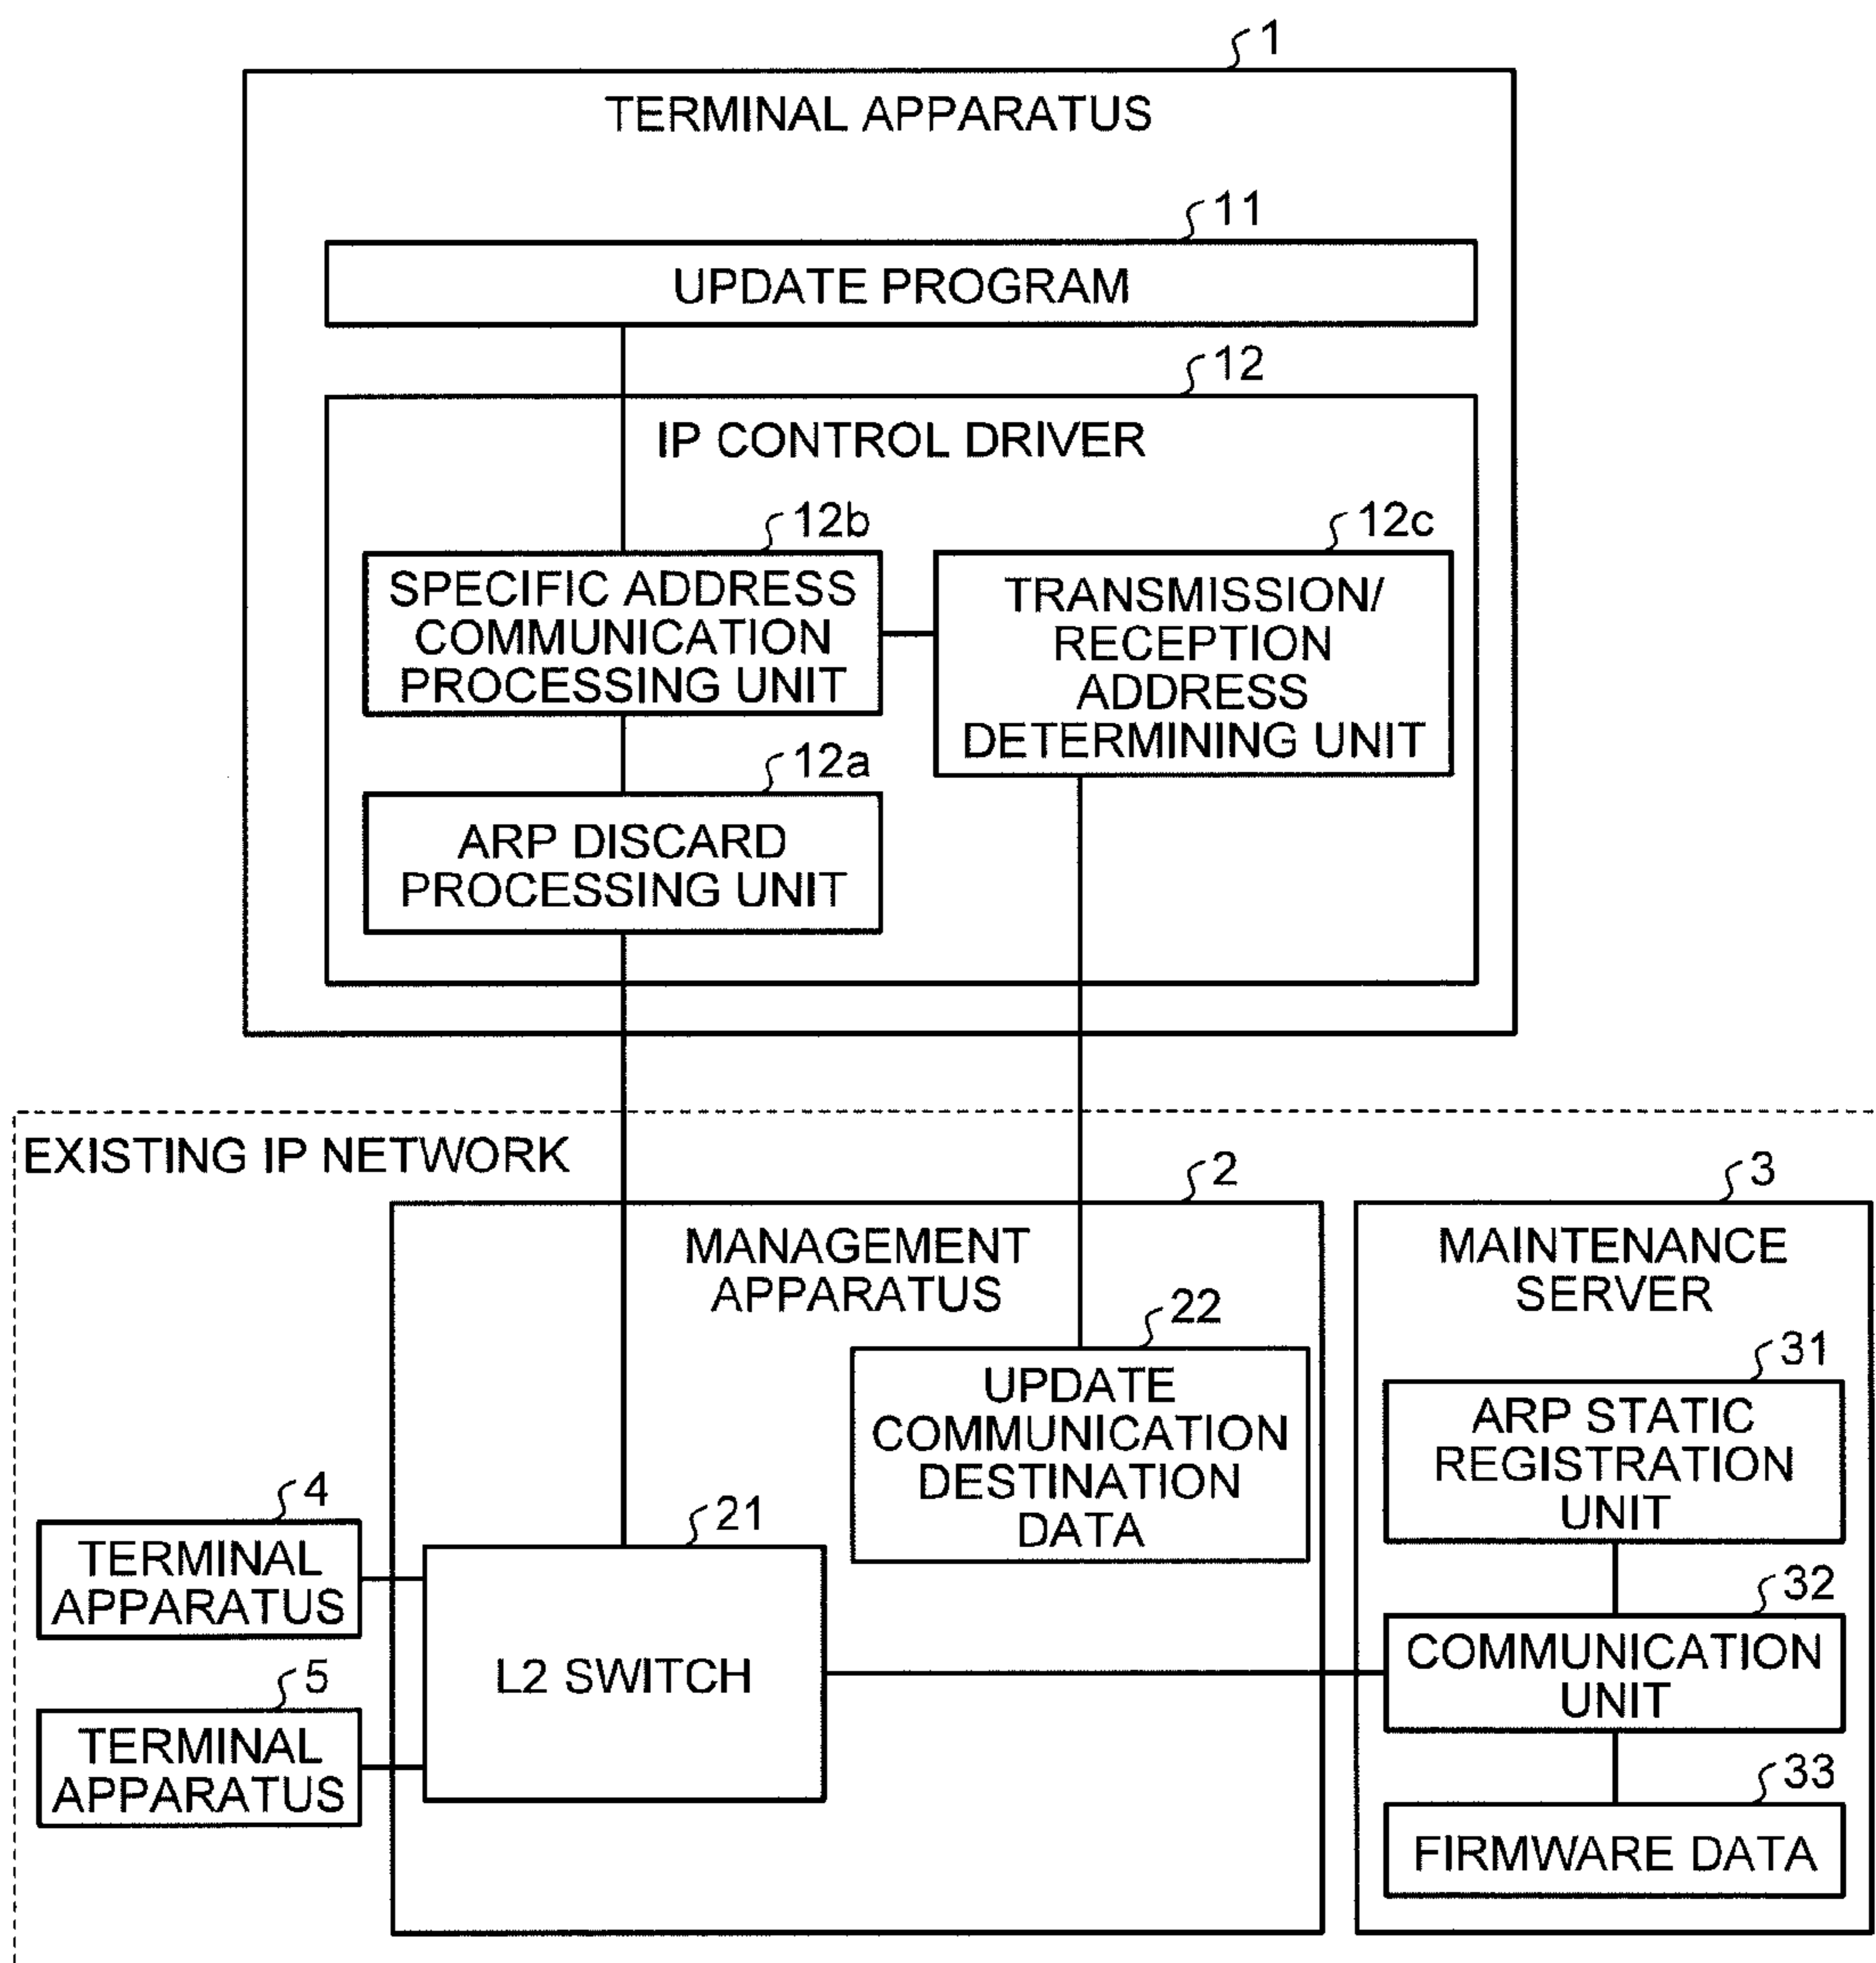 1
TERMINAL APPARATUS
11
UPDATE PROGRAM
12
IP CONTROL DRIVER
12b
SPECIFIC ADDRESS
COMMUNICATION
PROCESSING UNIT
12c
TRANSMISSION/
RECEPTION
ADDRESS
DETERMINING UNIT
12a
ARP DISCARD
PROCESSING UNIT
EXISTING IP NETWORK
2
MANAGEMENT
APPARATUS
22
UPDATE
COMMUNICATION
DESTINATION
DATA
21
L2 SWITCH
4
TERMINAL
APPARATUS
5
TERMINAL
APPARATUS
3
MAINTENANCE
SERVER
31
ARP STATIC
REGISTRATION
UNIT
32
COMMUNICATION
UNIT
33
FIRMWARE DATA